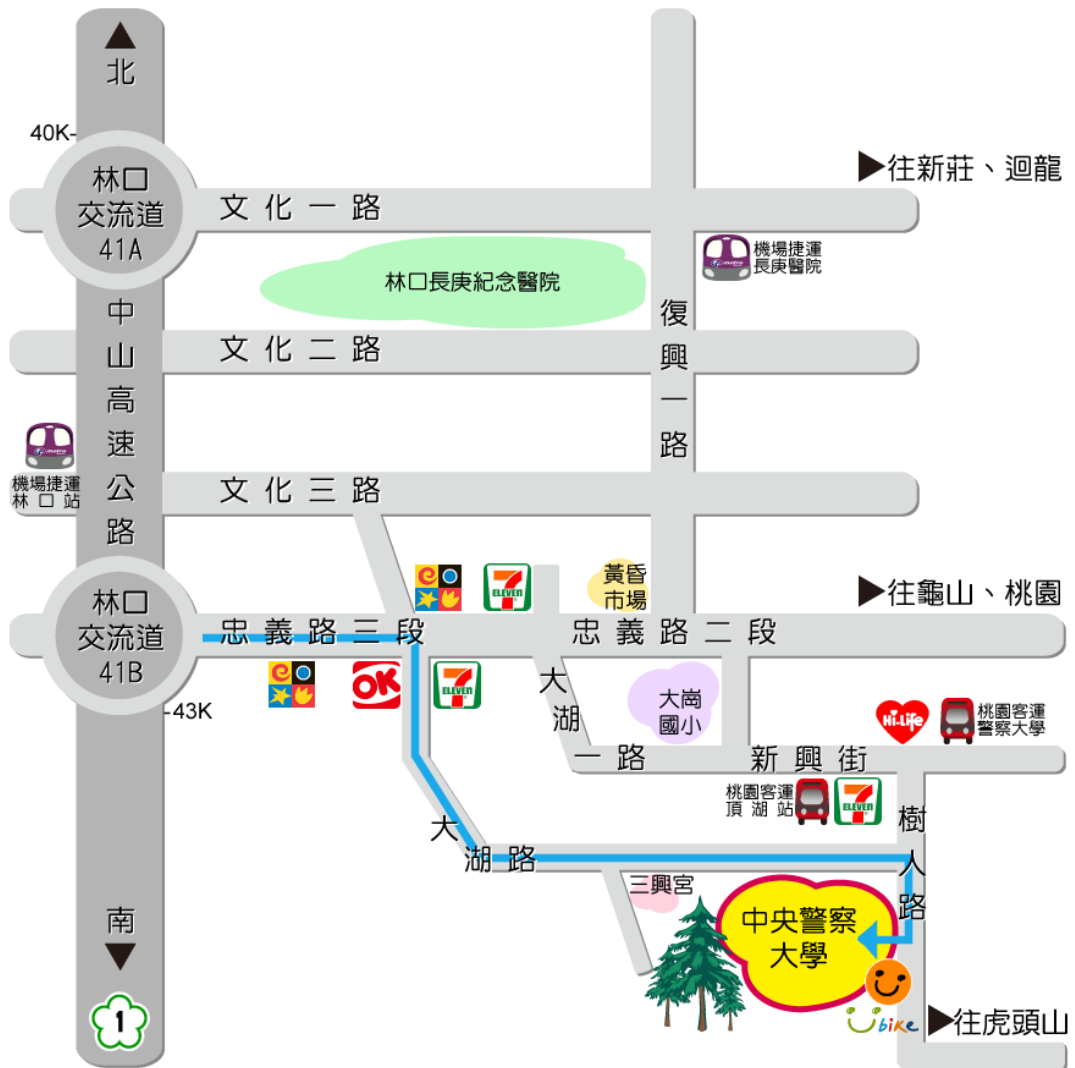 北
40K-
林口
交流道
41A
文化一路
▶往新莊、迴龍
機場捷運
長庚醫院
林口長庚紀念醫院
中山高速公路
復興一路
文化二路
機場捷運
林口站
文化三路
林口
交流道
41B
忠義路三段
7
ELEVEN
黃昏
市場
忠義路二段
▶往龜山、桃園
OK
7
ELEVEN
-43K
大湖一路
大崗
國小
新興街
Hi-Life
桃園客運
警察大學
桃園客運
頂湖站
7
ELEVEN
樹人路
大湖路
三興宮
中央警察
大學
南
1
Ubike
▶往虎頭山